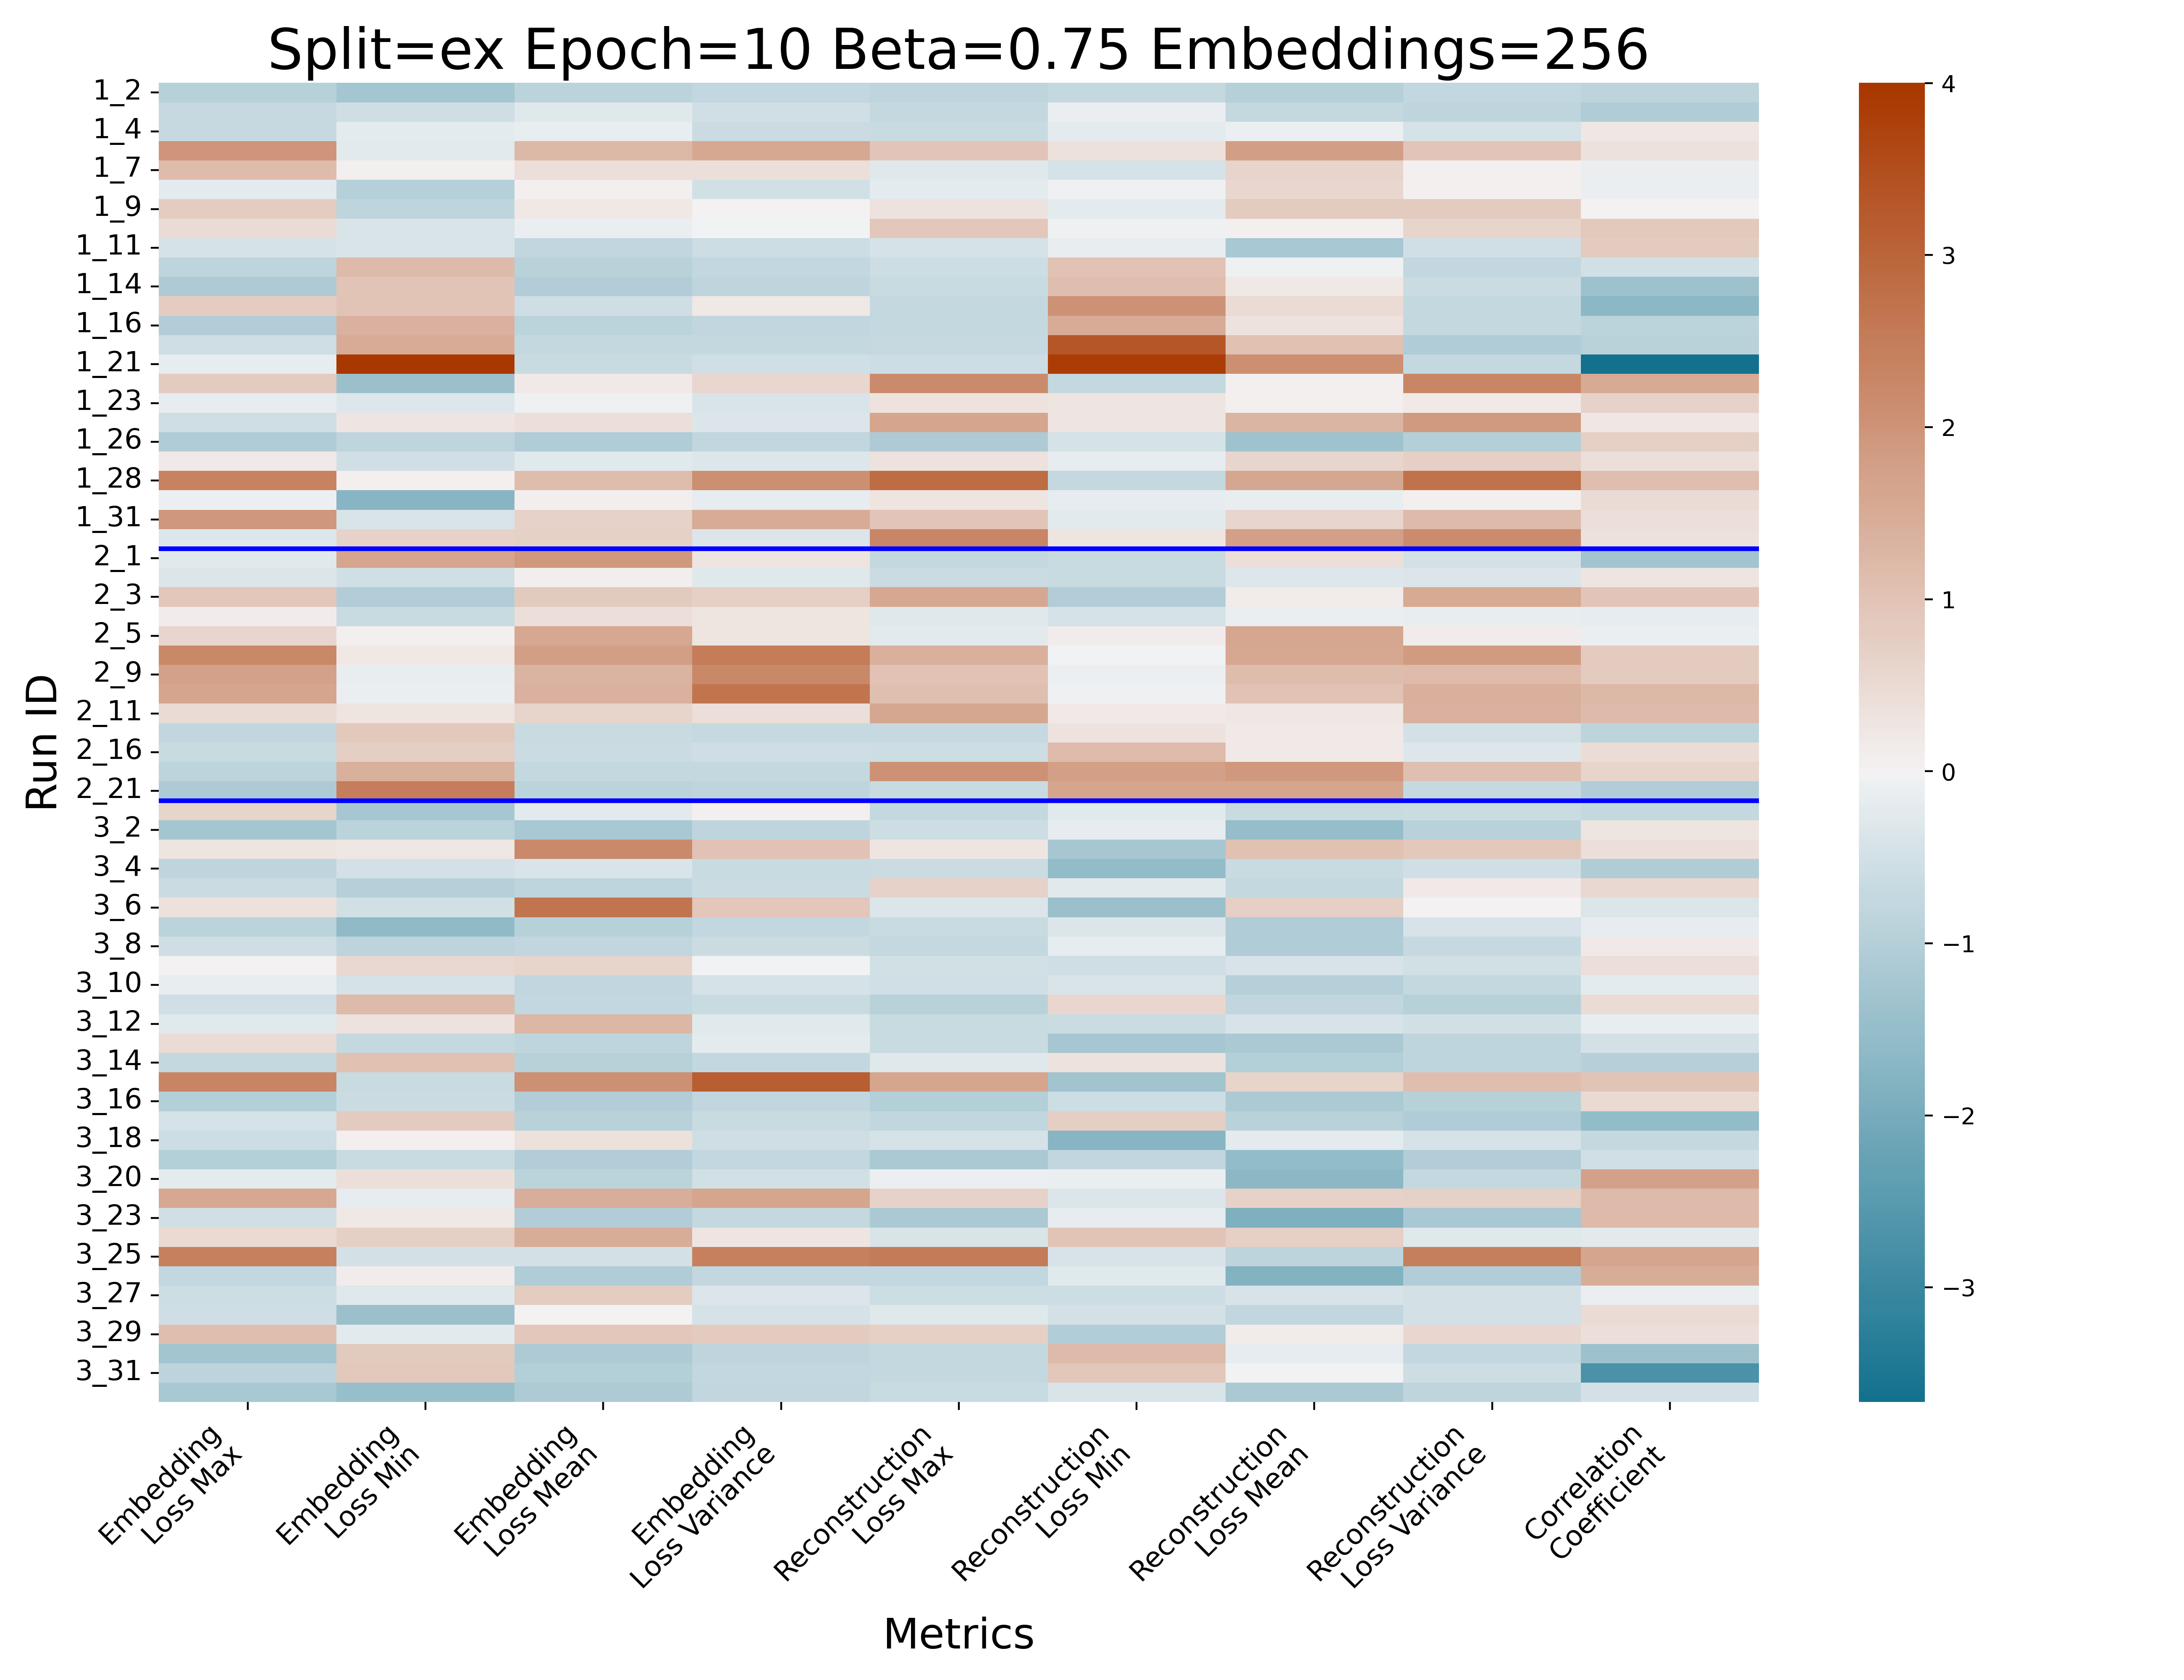 Split=ex Epoch=10 Beta=0.75 Embeddings=256
Run ID
1_2
1_4
1_7
1_9
1_11
1_14
1_16
1_21
1_23
1_26
1_28
1_31
2_1
2_3
2_5
2_9
2_11
2_16
2_21
3_2
3_4
3_6
3_8
3_10
3_12
3_14
3_16
3_18
3_20
3_23
3_25
3_27
3_29
3_31
Embedding
Loss Max
Embedding
Loss Min
Embedding
Loss Mean
Embedding
Loss Variance
Reconstruction
Loss Max
Reconstruction
Loss Min
Reconstruction
Loss Mean
Reconstruction
Loss Variance
Correlation
Coefficient
Metrics
4
3
2
1
0
−1
−2
−3